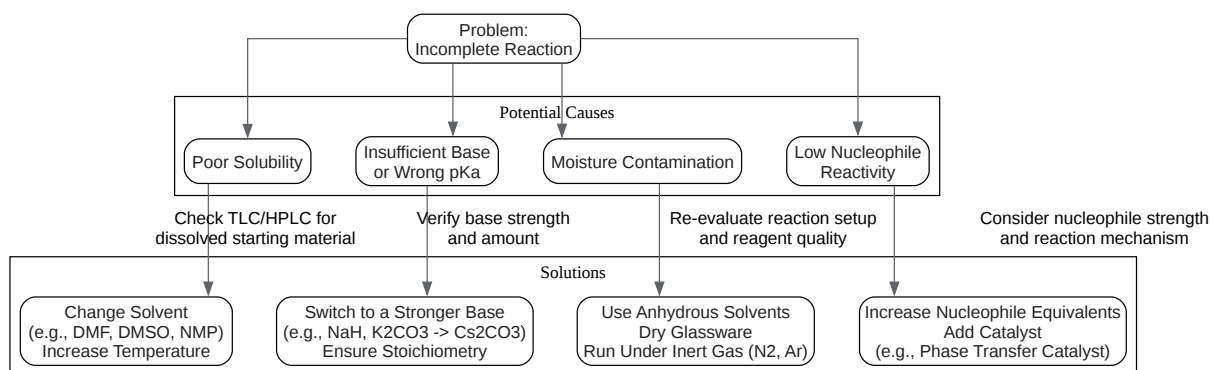 Problem:
Incomplete Reaction
Potential Causes
Poor Solubility
Insufficient Base
or Wrong pKa
Moisture Contamination
Low Nucleophile
Reactivity
Check TLC/HPLC for
dissolved starting material
Verify base strength
and amount
Re-evaluate reaction setup
and reagent quality
Consider nucleophile strength
and reaction mechanism
Solutions
Change Solvent
(e.g., DMF, DMSO, NMP)
Increase Temperature
Switch to a Stronger Base
(e.g., NaH, K2CO3 -> Cs2CO3)
Ensure Stoichiometry
Use Anhydrous Solvents
Dry Glassware
Run Under Inert Gas (N2, Ar)
Increase Nucleophile Equivalents
Add Catalyst
(e.g., Phase Transfer Catalyst)